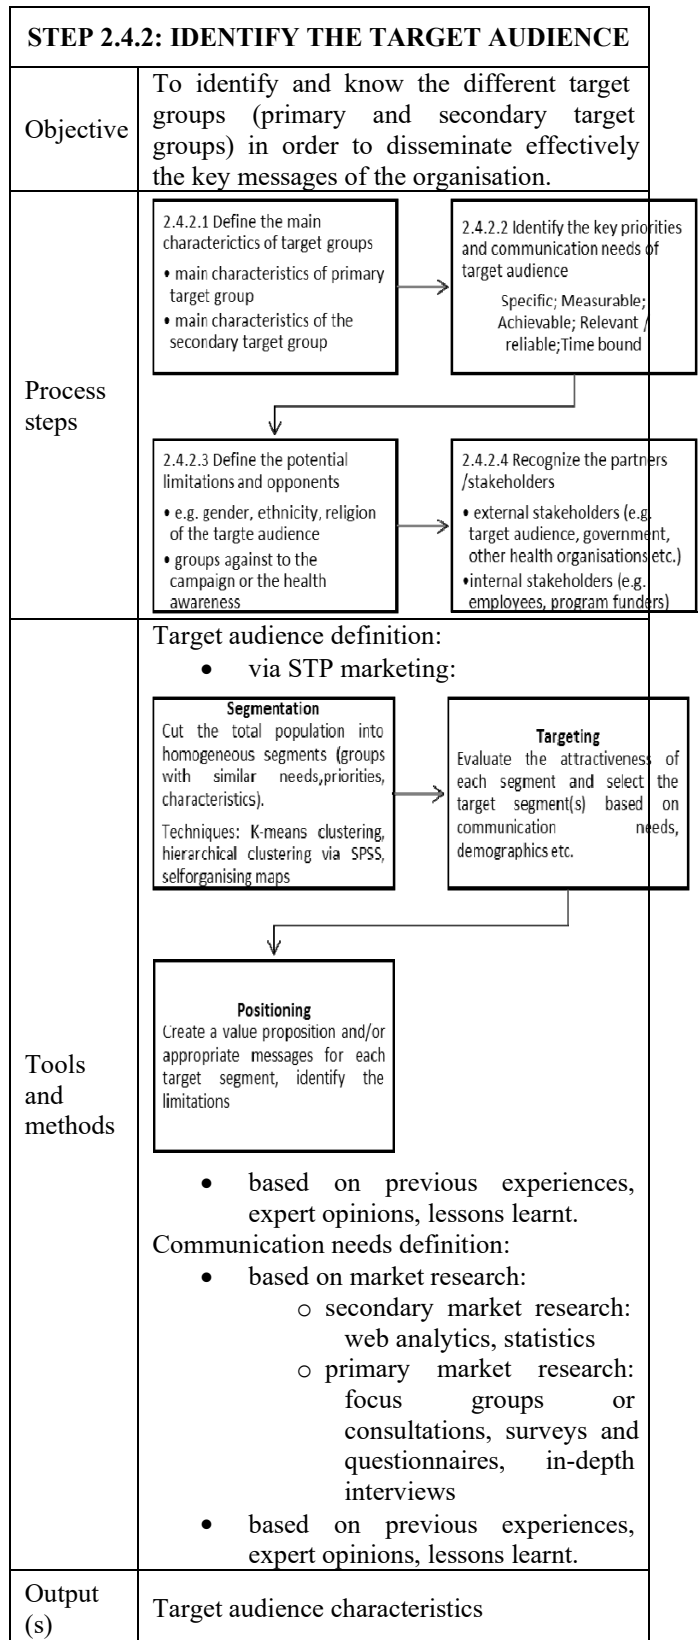 STEP 2.4.2: IDENTIFY THE TARGET AUDIENCE
Objective
To identify and know the different target
groups (primary and secondary target
groups) in order to disseminate effectively
the key messages of the organisation.
Process
steps
2.4.2.1 Define the main
charactericties of target groups
• main characteristics of primary
target group
• main characteristics of the
secondary target group
2.4.2.2 Identify the key priorities
and communication needs of
target audience
Specific; Measurable;
Achievable; Relevant /
reliable;Time bound
2.4.2.3 Define the potential
limitations and opponents
• e.g. gender, ethnicity, religion
of the targte audience
• groups against to the
campaign or the health
awareness
2.4.2.4 Recognize the partners
/stakeholders
• external stakeholders (e.g.
target audience, government,
other health organisations etc.)
•internal stakeholders (e.g.
employees, program funders)
Tools
and
methods
Target audience definition:
• via STP marketing:
Segmentation
Cut the total population into
homogeneous segments (groups
with similar needs,priorities,
characteristics).
Techniques: K-means clustering,
hierarchical clustering via SPSS,
selforganising maps
Targeting
Evaluate the attractiveness of
each segment and select the
target segment(s) based on
communication needs,
demographics etc.
Positioning
Create a value proposition and/or
appropriate messages for each
target segment, identify the
limitations
• based on previous experiences,
expert opinions, lessons learnt.
Communication needs definition:
• based on market research:
o secondary market research:
web analytics, statistics
o primary market research:
focus groups or
consultations, surveys and
questionnaires, in-depth
interviews
• based on previous experiences,
expert opinions, lessons learnt.
Output
(s)
Target audience characteristics